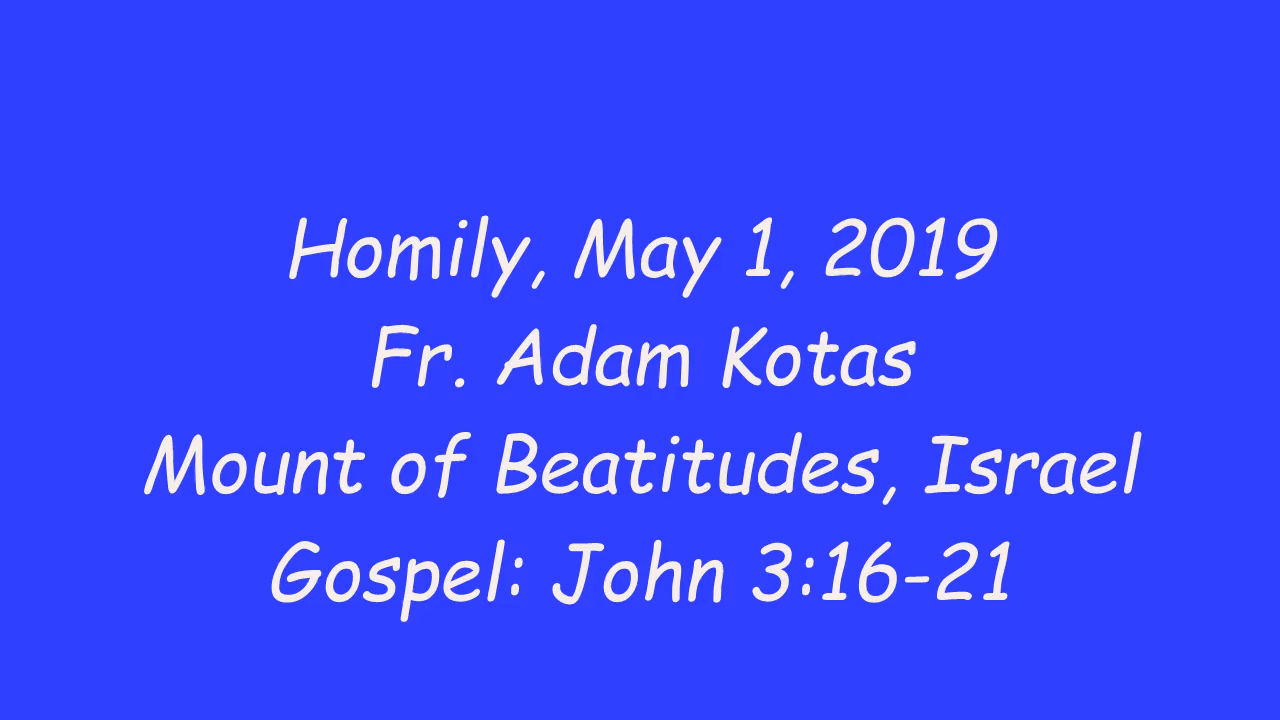 Homily, May 1, 2019
Fr. Adam Kotas
Mount of Beatitudes, Israel
Gospel: John 3:16-21